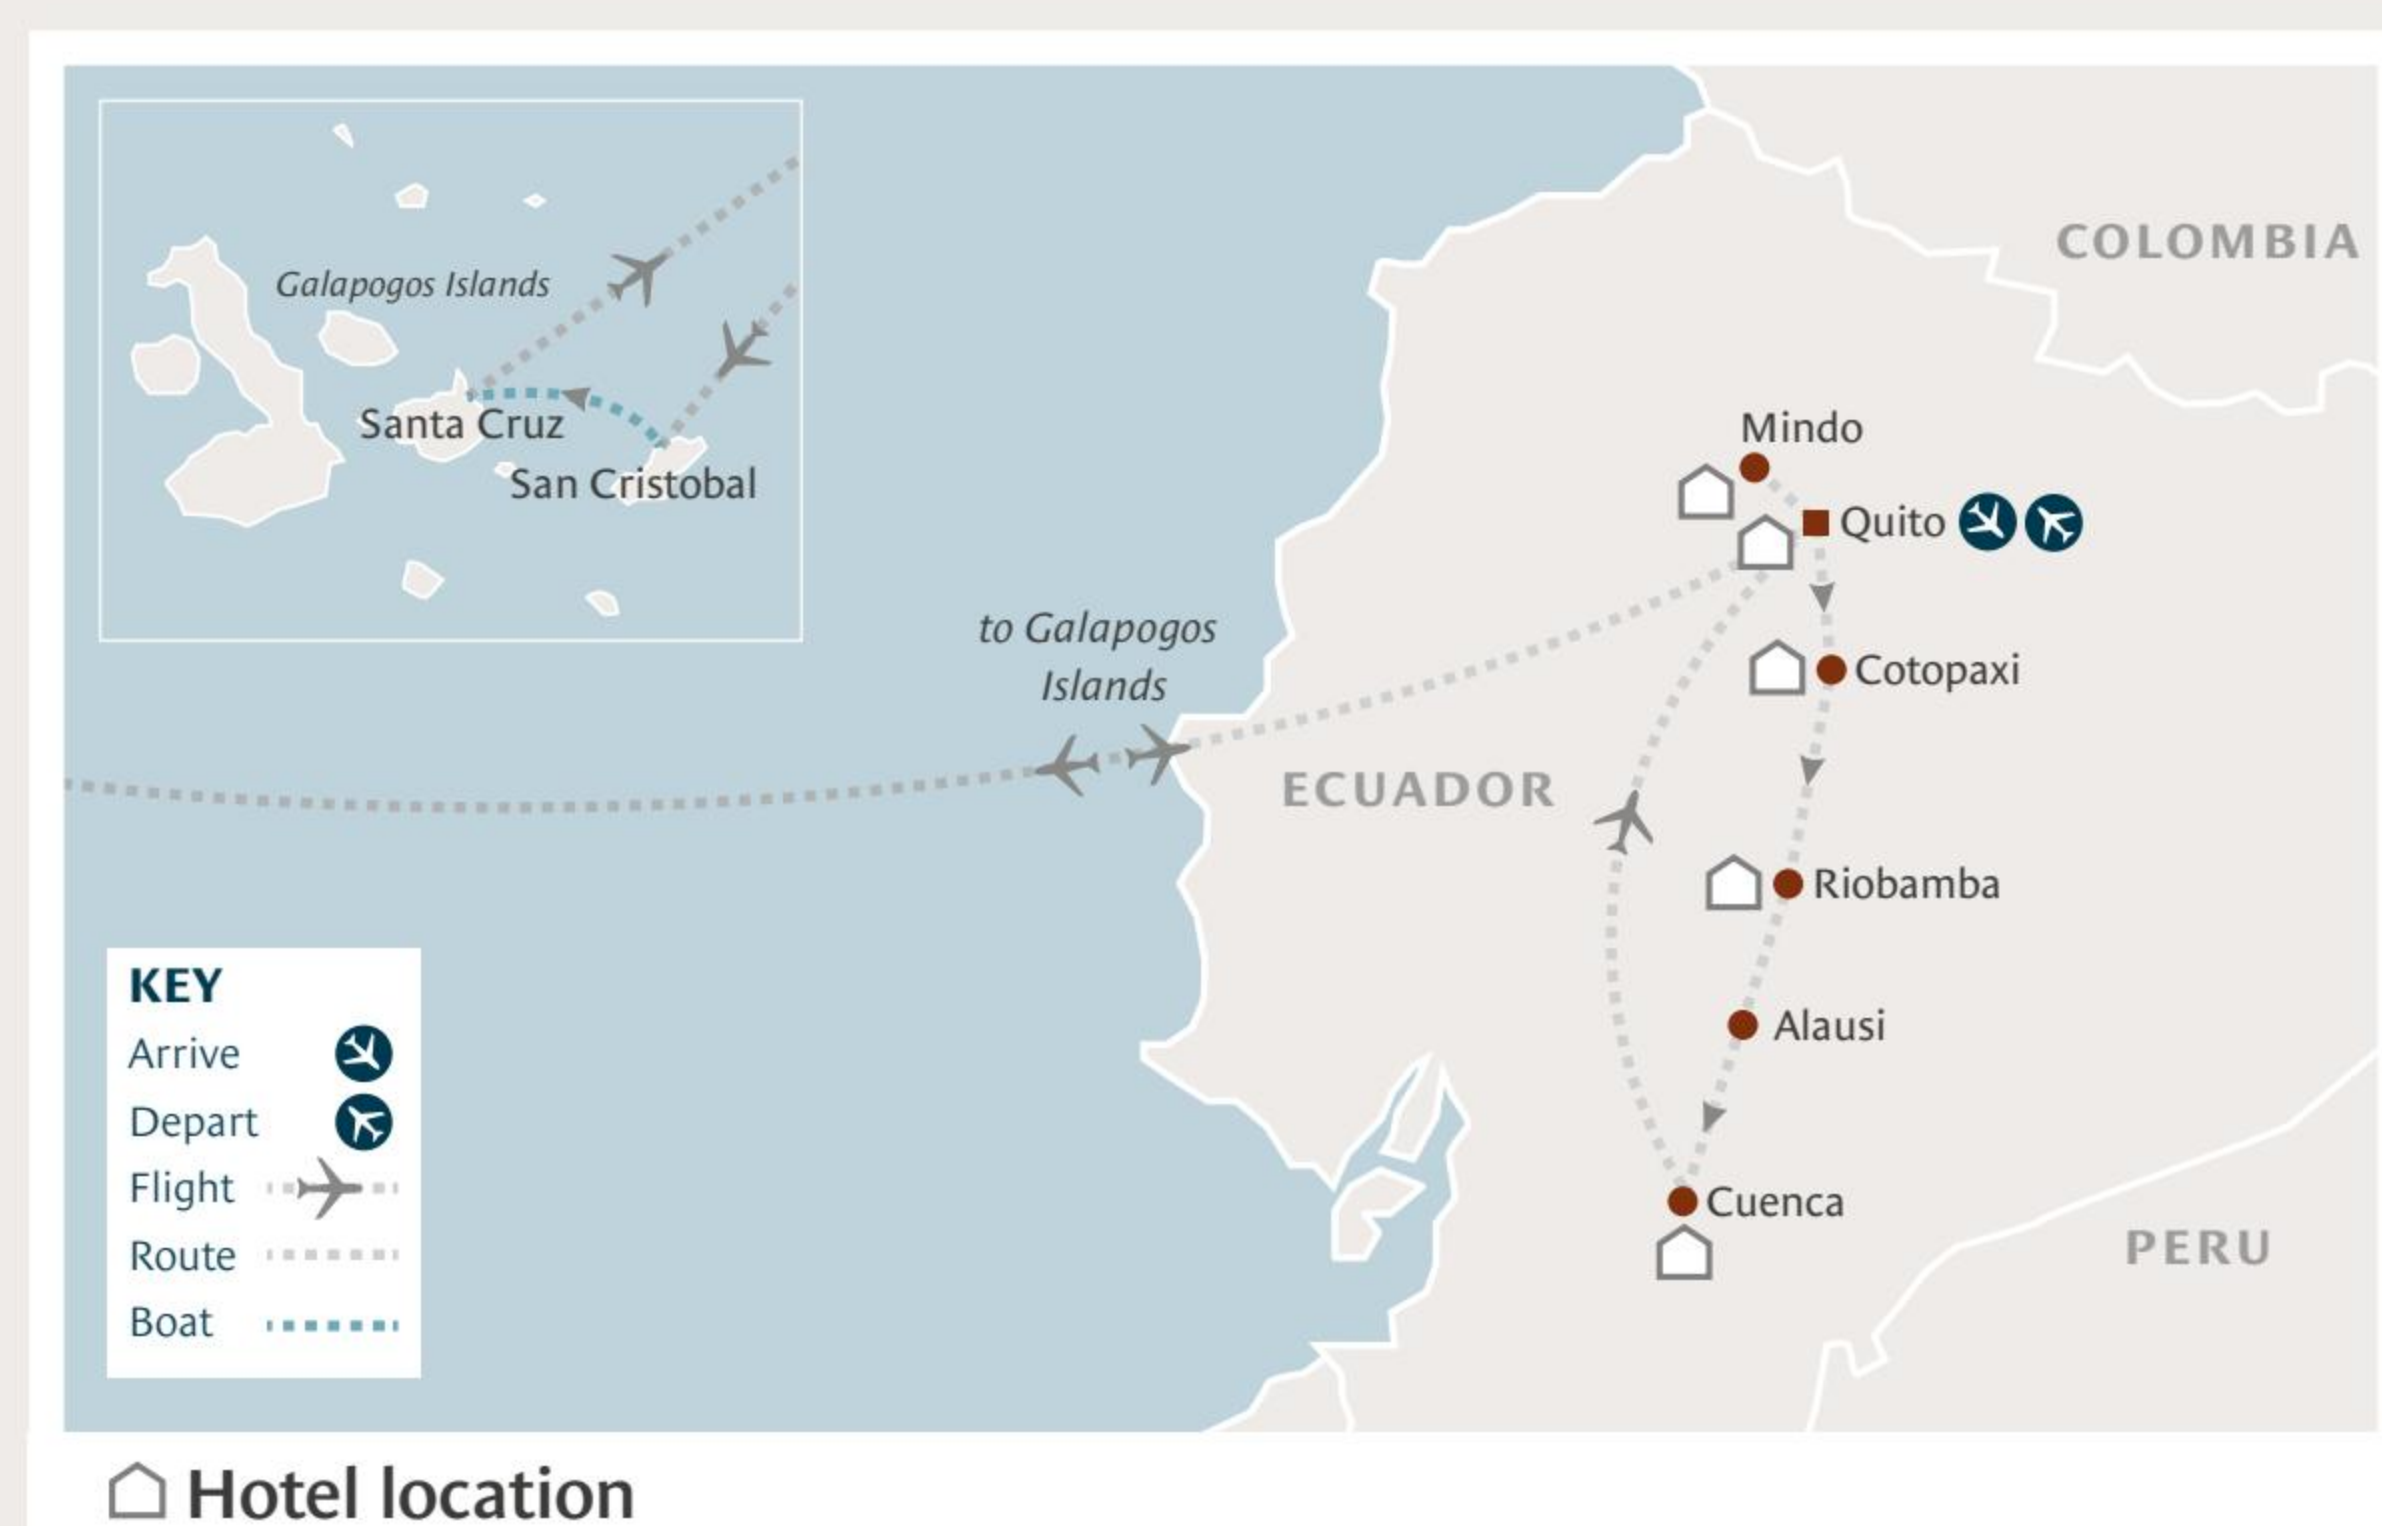 Galapogos Islands
Santa Cruz
San Cristobal
COLOMBIA
Mindo
Quito
to Galapogos
Islands
Cotopaxi
ECUADOR
Riobamba
Alausi
Cuenca
PERU
KEY
Arrive
Depart
Flight
Route
Boat
Hotel location